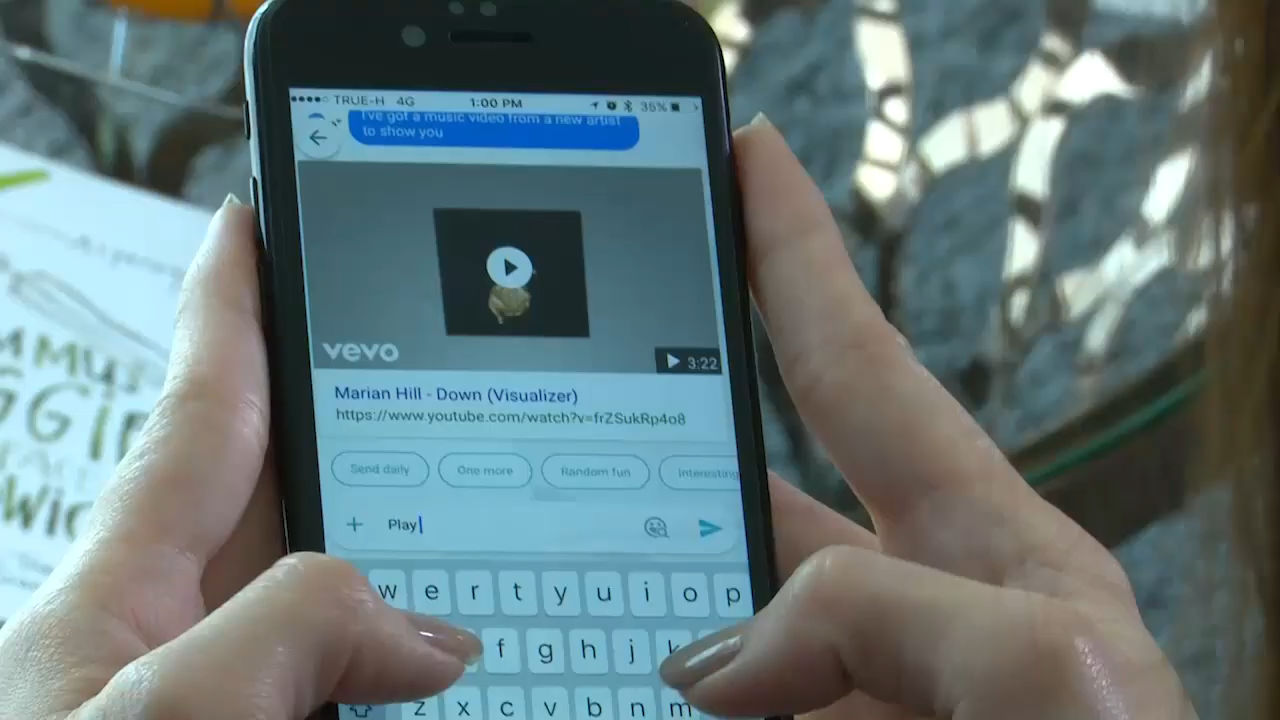 TRUE-H 4G 1:00 PM 35%
I've got a music video from a new artist
to show you
vevo
3:22
Marian Hill - Down (Visualizer)
https://www.youtube.com/watch?v=frZSukRp4o8
Send daily One more Random fun Interesting
Play
w e r t y u i o p
f g h j k
z x c v b n m